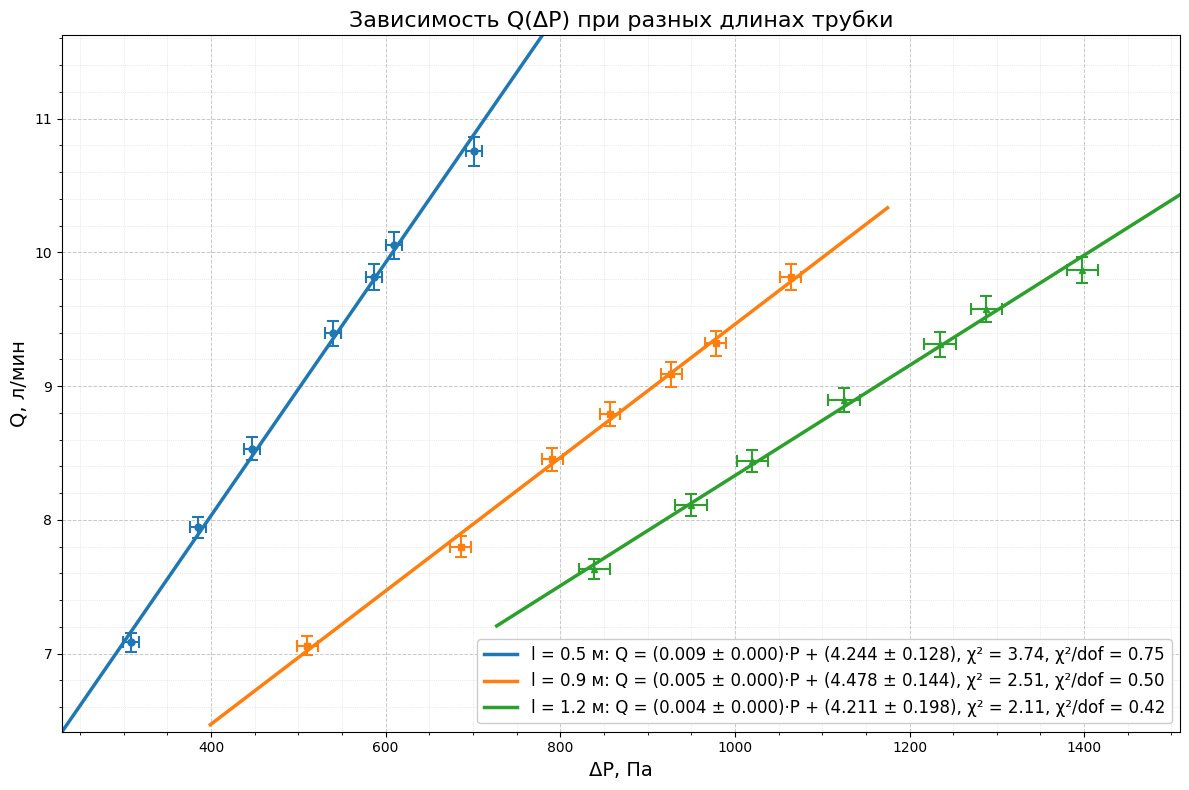 Зависимость Q(ΔP) при разных длинах трубки
Q, л/мин
11
10
9
8
7
l = 0.5 м: Q = (0.009 ± 0.000)·P + (4.244 ± 0.128), χ² = 3.74, χ²/dof = 0.75
l = 0.9 м: Q = (0.005 ± 0.000)·P + (4.478 ± 0.144), χ² = 2.51, χ²/dof = 0.50
l = 1.2 м: Q = (0.004 ± 0.000)·P + (4.211 ± 0.198), χ² = 2.11, χ²/dof = 0.42
400 600 800 1000 1200 1400
ΔP, Па